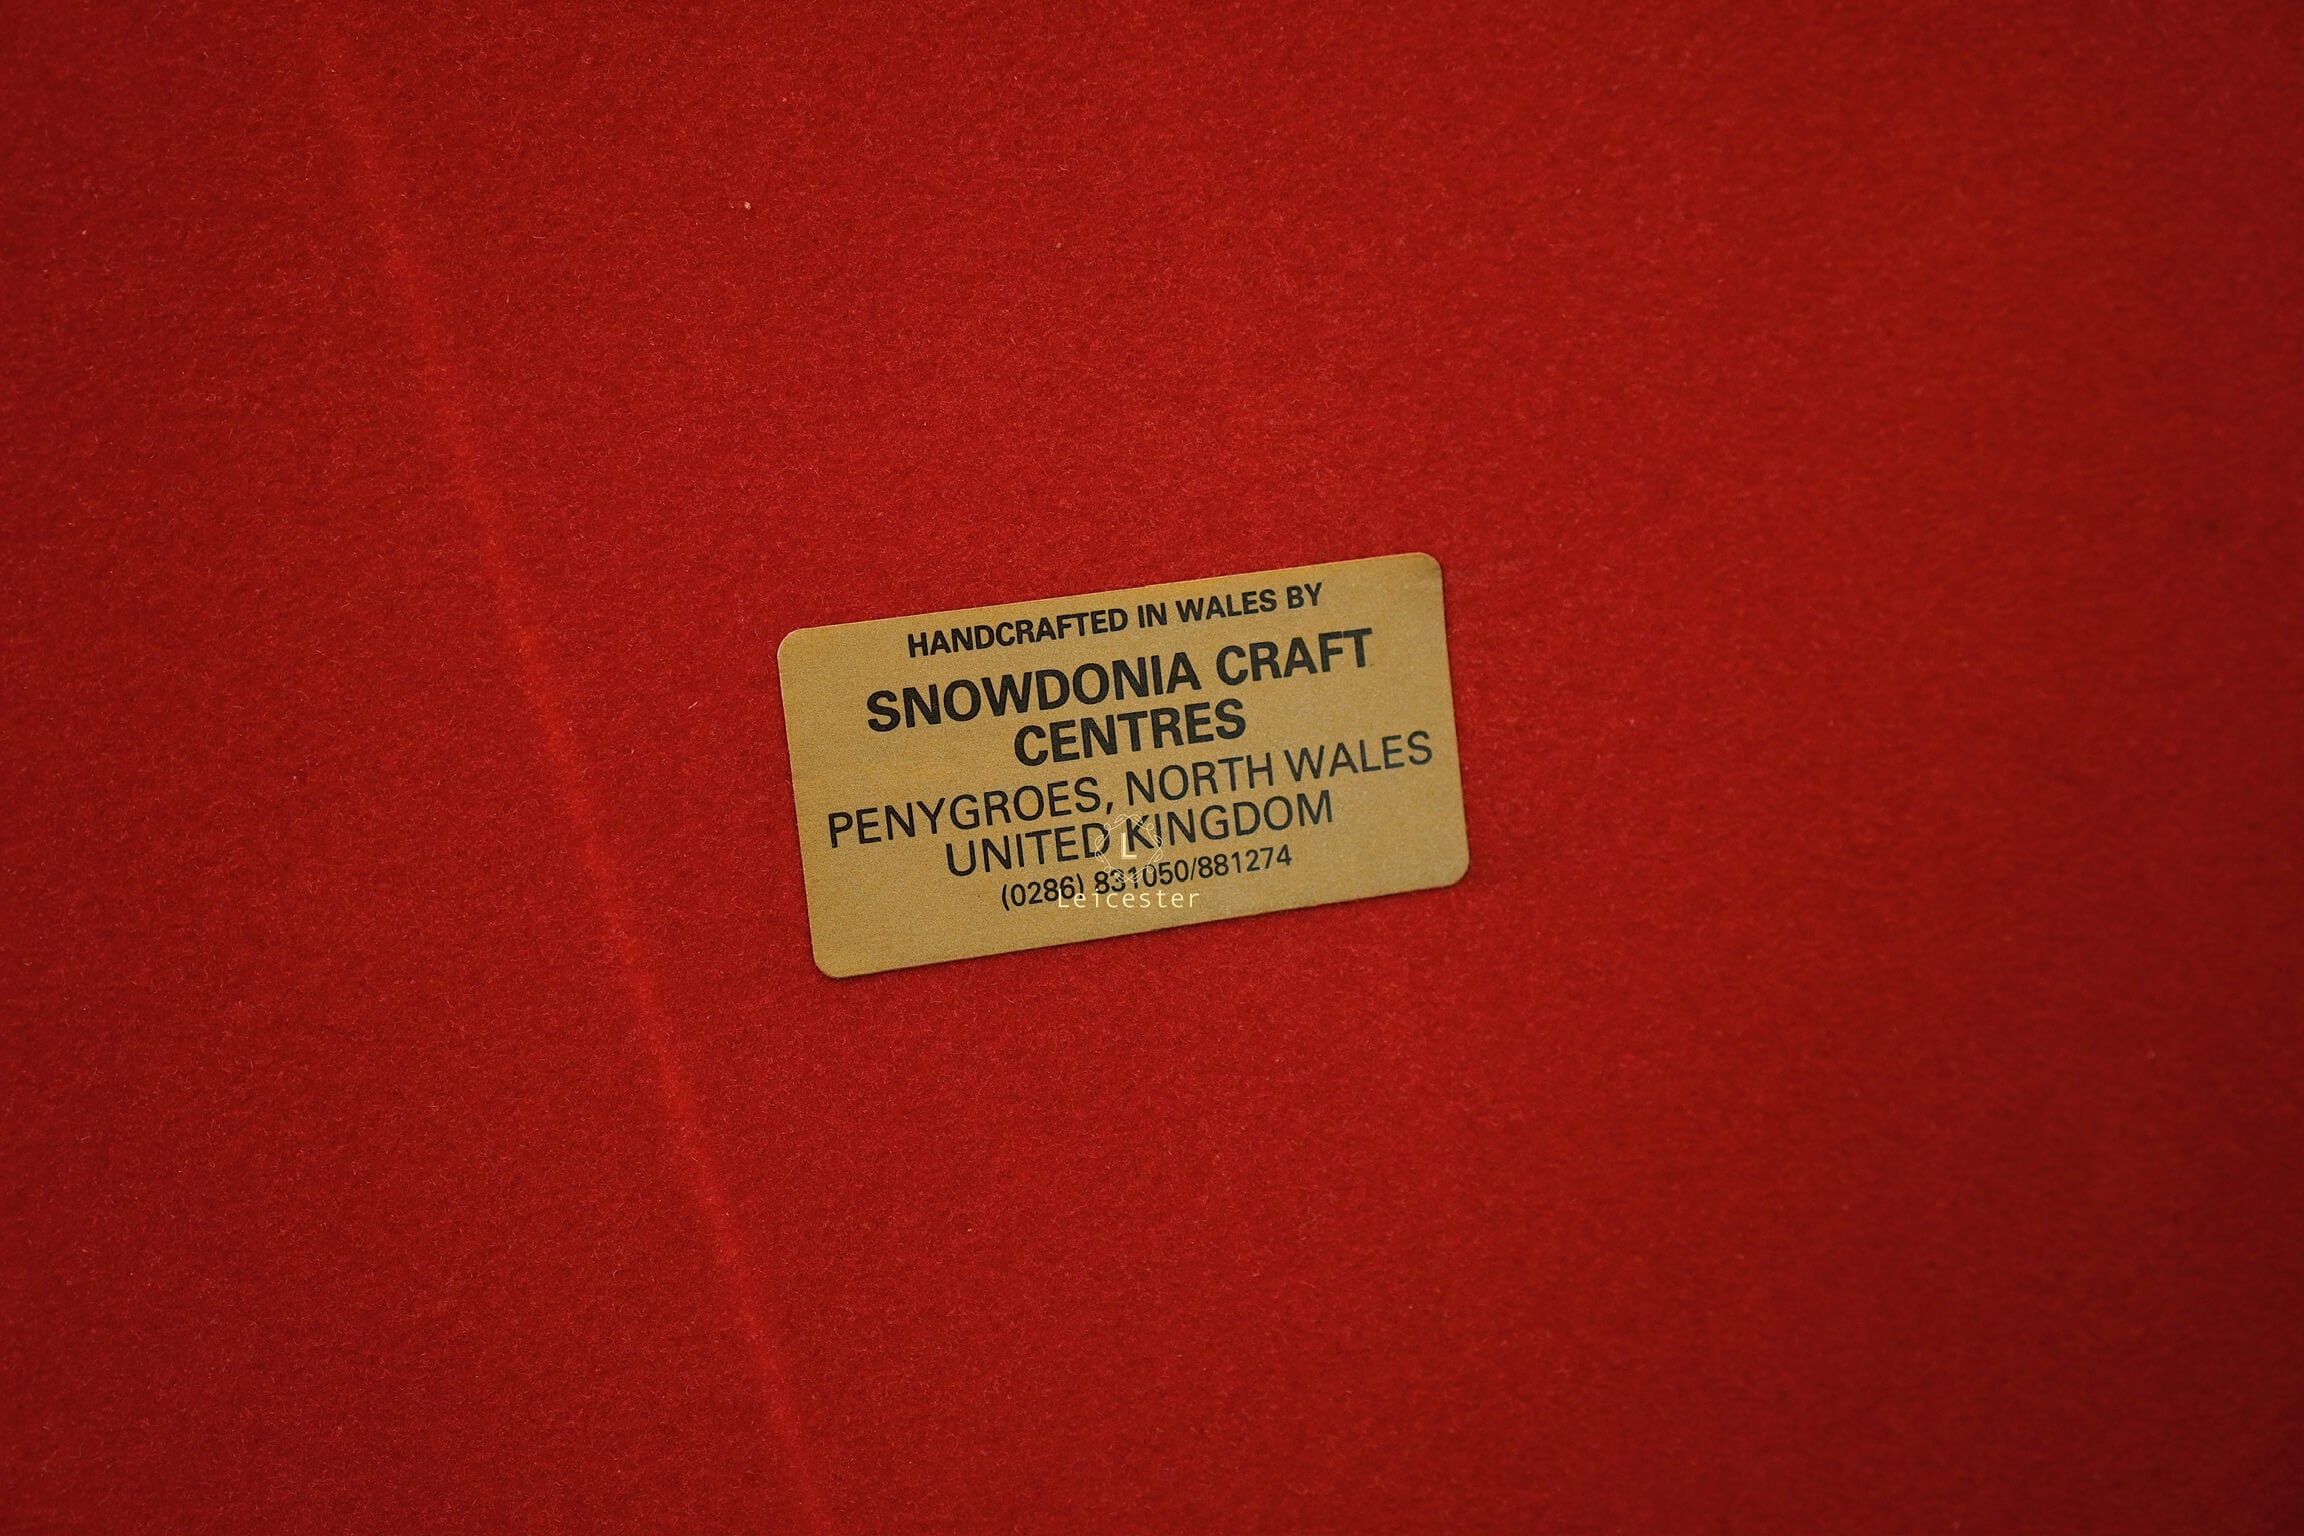 HANDCRAFTED IN WALES BY
SNOWDONIA CRAFT
CENTRES
PENYGROES, NORTH WALES
UNITED KINGDOM
(0286) 831050/881274
L
Leicester